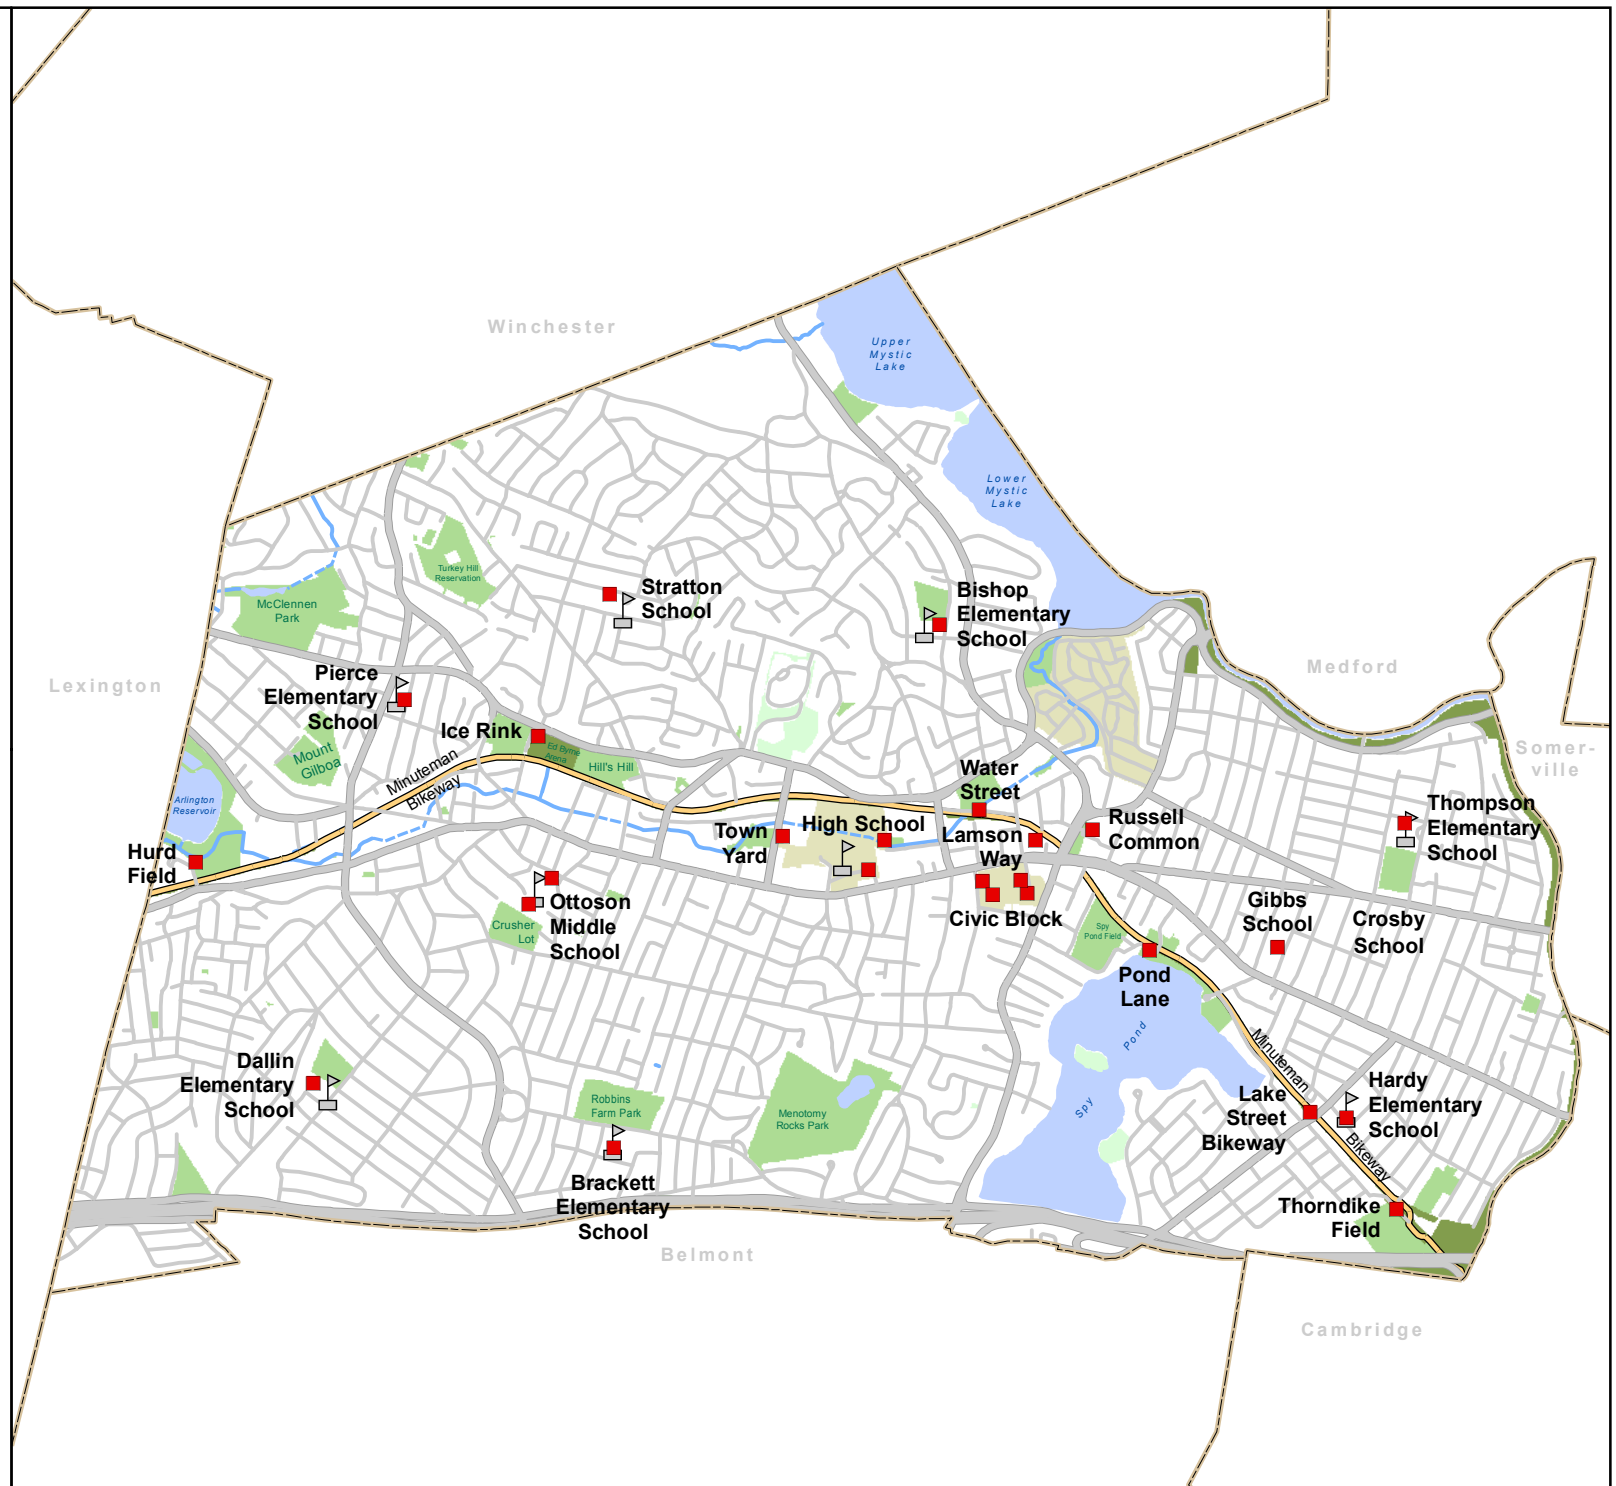 Winchester
Upper
Mystic
Lake
Lower
Mystic
Lake
Turkey Hill
Reservation
Stratton
School
Bishop
Elementary
School
McClennen
Park
Medford
Lexington
Pierce
Elementary
School
Ice Rink
Ed Byrne
Arena
Hill's Hill
Mount
Gilboa
Minuteman
Bikeway
Somer-
ville
Water
Street
Arlington
Reservoir
Thompson
Elementary
School
Russell
Common
High School
Town
Yard
Lamson
Way
Hurd
Field
Ottoson
Middle
School
Crusher
Lot
Civic Block
Gibbs
School
Crosby
School
Spy
Pond Field
Pond
Lane
Spy Pond
Minuteman
Bikeway
Dallin
Elementary
School
Robbins
Farm Park
Menotomy
Rocks Park
Lake
Street
Bikeway
Hardy
Elementary
School
Brackett
Elementary
School
Thorndike
Field
Belmont
Cambridge